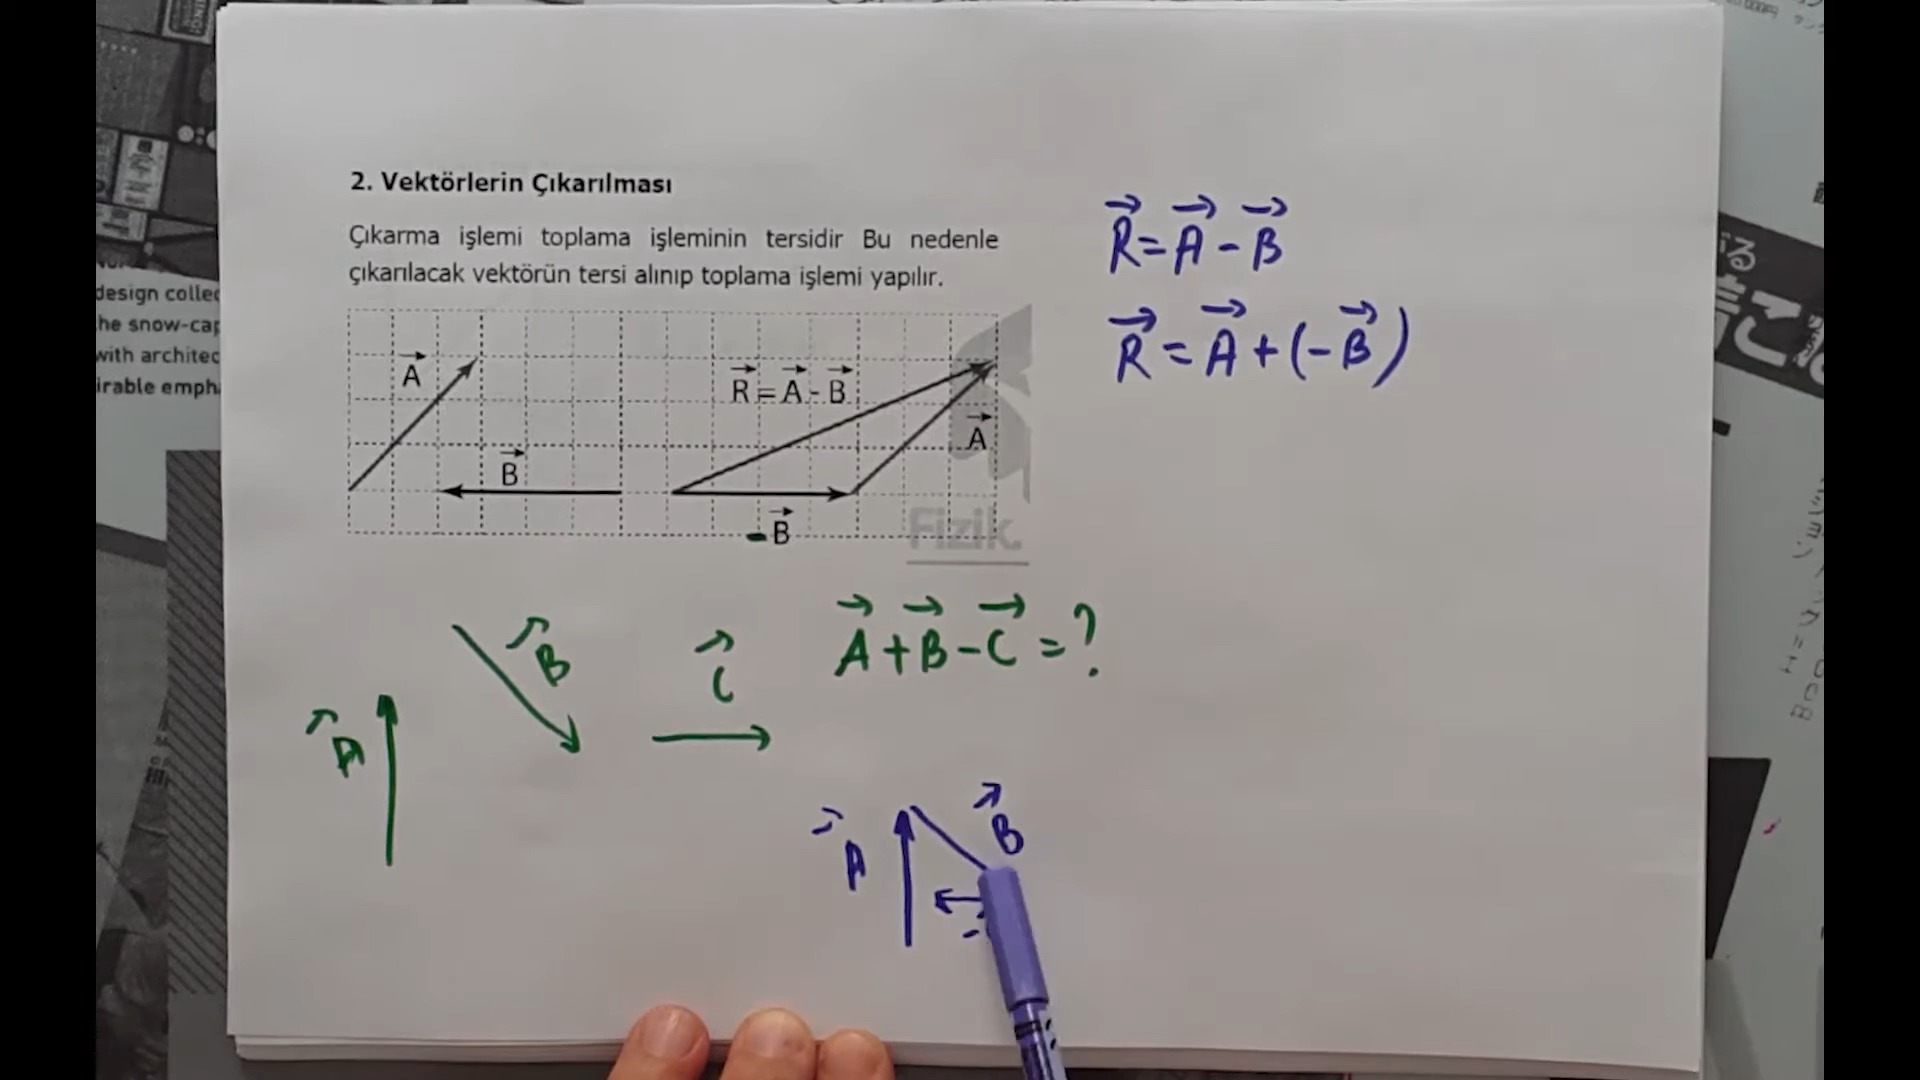 2. Vektörlerin Çıkarılması
Çıkarma işlemi toplama işleminin tersidir Bu nedenle
çıkarılacak vektörün tersi alınıp toplama işlemi yapılır.
A
B
R = A - B
A
-B
Fizik.
R = A - B
R = A + (-B)
A
B
C
A + B - C = ?
A
B
design collec
he snow-cap
with architec
irable emph